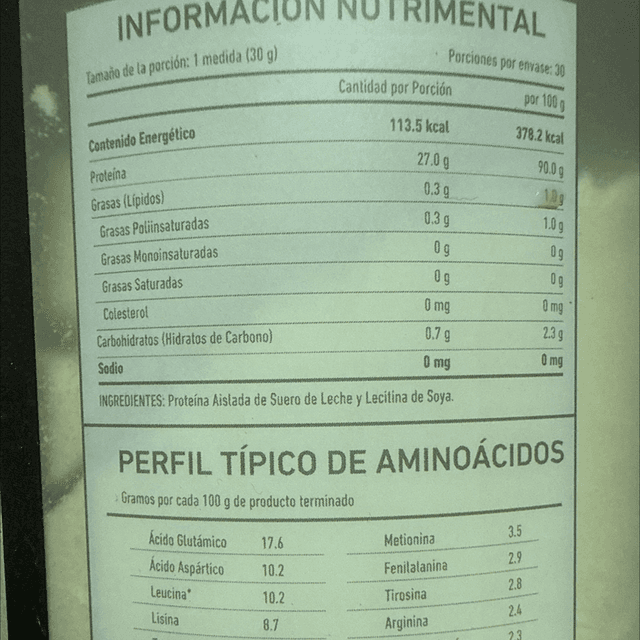 INFORMACIÓN NUTRIMENTAL
Tamaño de la porción: 1 medida (30 g) Porciones por envase: 30
Cantidad por Porción por 100 g
Contenido Energético 113.5 kcal 378.2 kcal
Proteína 27.0 g 90.0 g
Grasas (Lípidos) 0.3 g 1.0 g
Grasas Poliinsaturadas 0.3 g 1.0 g
Grasas Monoinsaturadas 0 g 0 g
Grasas Saturadas 0 g 0 g
Colesterol 0 mg 0 mg
Carbohidratos (Hidratos de Carbono) 0.7 g 2.3 g
Sodio 0 mg 0 mg
INGREDIENTES: Proteína Aislada de Suero de Leche y Lecitina de Soya.
PERFIL TÍPICO DE AMINOÁCIDOS
Gramos por cada 100 g de producto terminado
Ácido Glutámico 17.6 Metionina 3.5
Ácido Aspártico 10.2 Fenilalanina 2.9
Leucina* 10.2 Tirosina 2.8
Lisina 8.7 Arginina 2.4
2.3